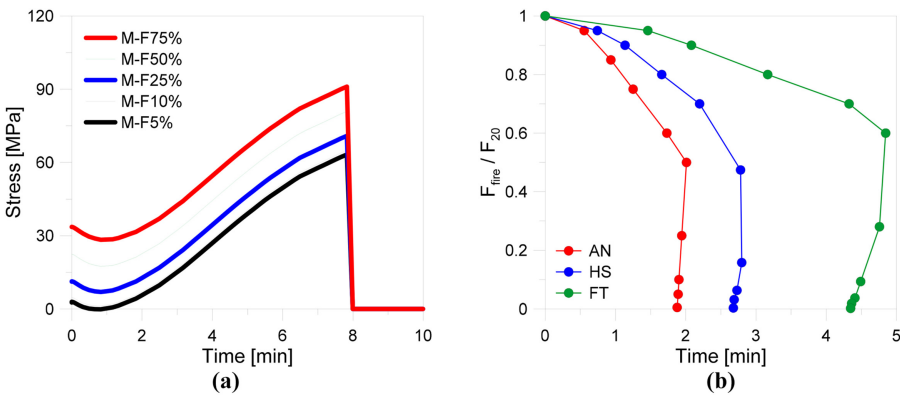 120
90
60
30
0
Stress [MPa]
M-F75%
M-F50%
M-F25%
M-F10%
M-F5%
0 2 4 6 8 10
Time [min]
(a)
1
0.8
0.6
0.4
0.2
0
F fire / F 20
AN
HS
FT
0 1 2 3 4 5
Time [min]
(b)